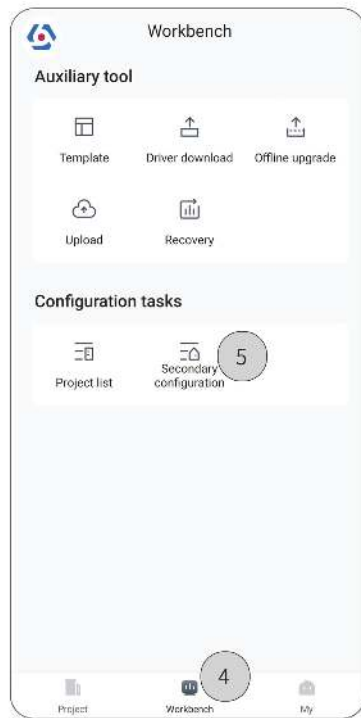 Workbench
Auxiliary tool
Template Driver download Offline upgrade
Upload Recovery
Configuration tasks
Project list Secondary configuration 5
4
Project Workbench My